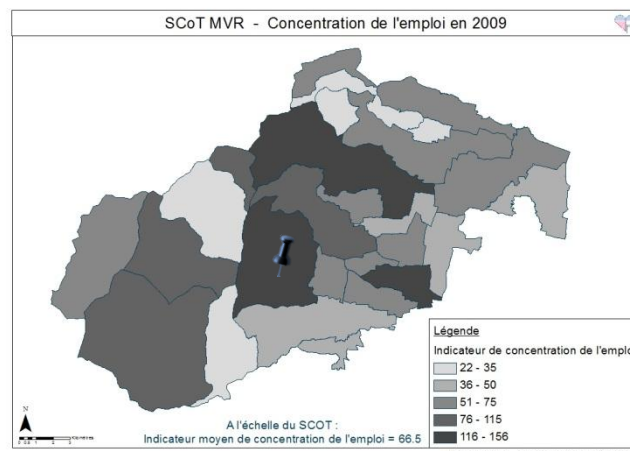 SCoT MVR - Concentration de l'emploi en 2009
Légende
Indicateur de concentration de l'emploi
22 - 35
36 - 50
51 - 75
76 - 115
116 - 156
N
A l'échelle du SCOT :
Indicateur moyen de concentration de l'emploi = 66.5